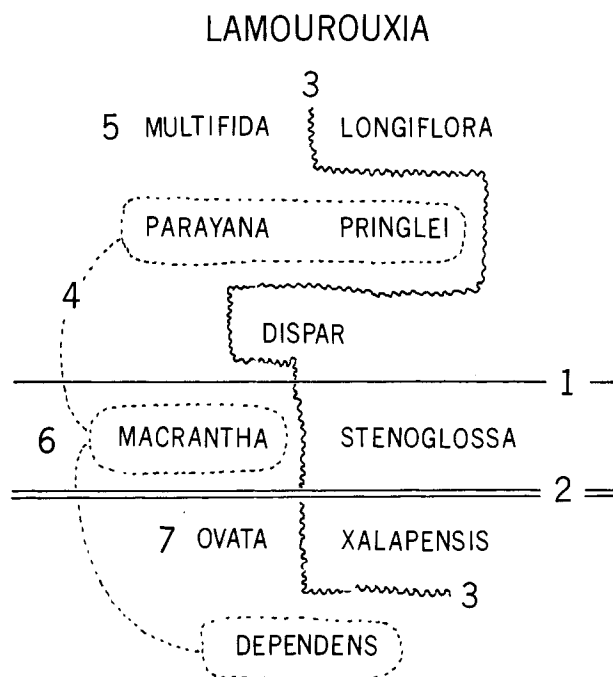 LAMOUROUXIA
3
5 MULTIFIDA LONGIFLORA
PARAYANA PRINGLEI
4
DISPAR
1
6 MACRANTHA STENOGLOSSA
2
7 OVATA XALAPENSIS
3
DEPENDENS